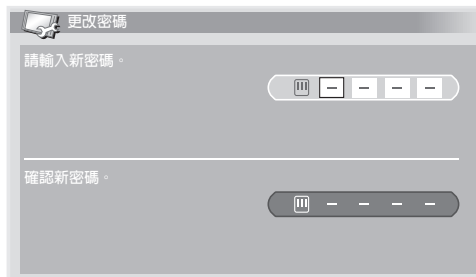 更改密碼
請輸入新密碼。
– – – –
確認新密碼。
– – – –